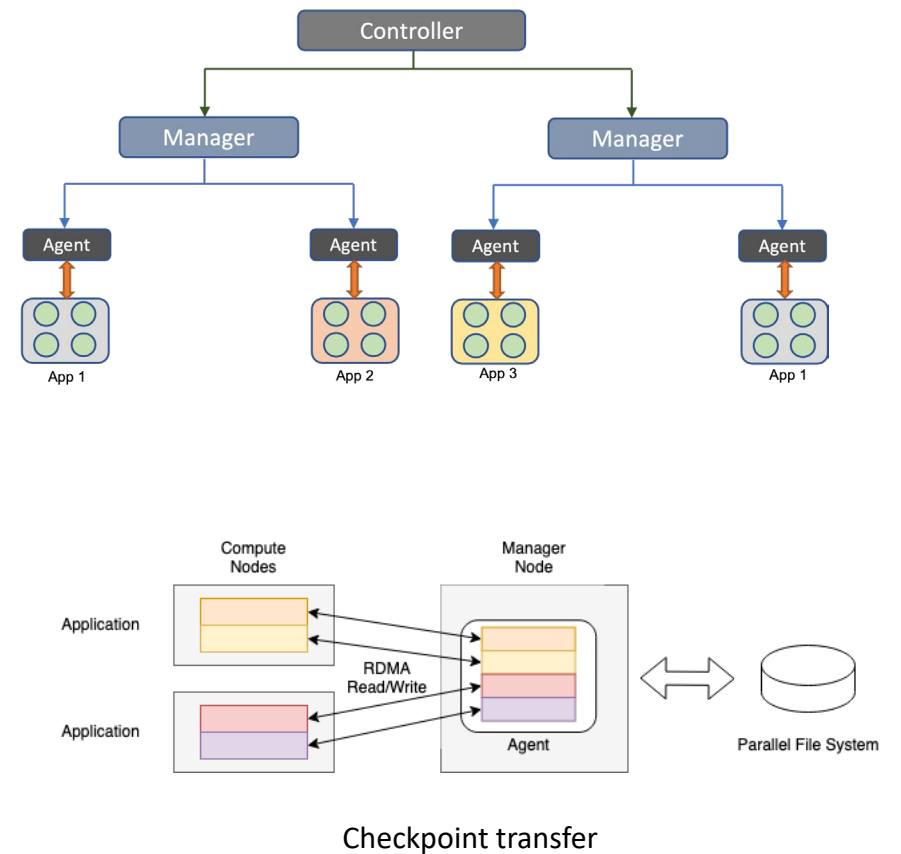 Controller
Manager
Manager
Agent
Agent
Agent
Agent
App 1
App 2
App 3
App 1
Compute
Nodes
Manager
Node
Application
RDMA
Read/Write
Application
Agent
Parallel File System
Checkpoint transfer